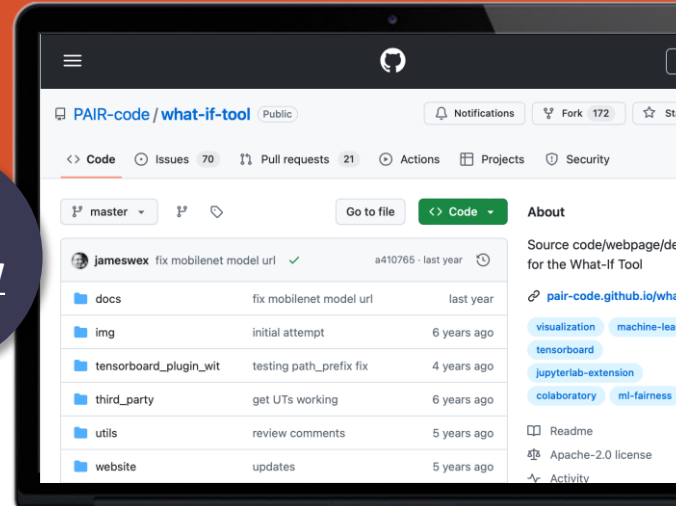 PAIR-code / what-if-tool Public
Notifications Fork 172
Code Issues 70 Pull requests 21 Actions Projects Security
master Go to file Code
About
Source code/webpage/de
for the What-If Tool
jameswex fix mobilenet model url a410765 · last year
pair-code.github.io/wha
docs fix mobilenet model url last year
img initial attempt 6 years ago
visualization machine-lea
tensorboard
tensorboard_plugin_wit testing path_prefix fix 4 years ago
jupyterlab-extension
third_party get UTs working 6 years ago
colaboratory ml-fairness
utils review comments 5 years ago
Readme
Apache-2.0 license
website updates 5 years ago
Activity